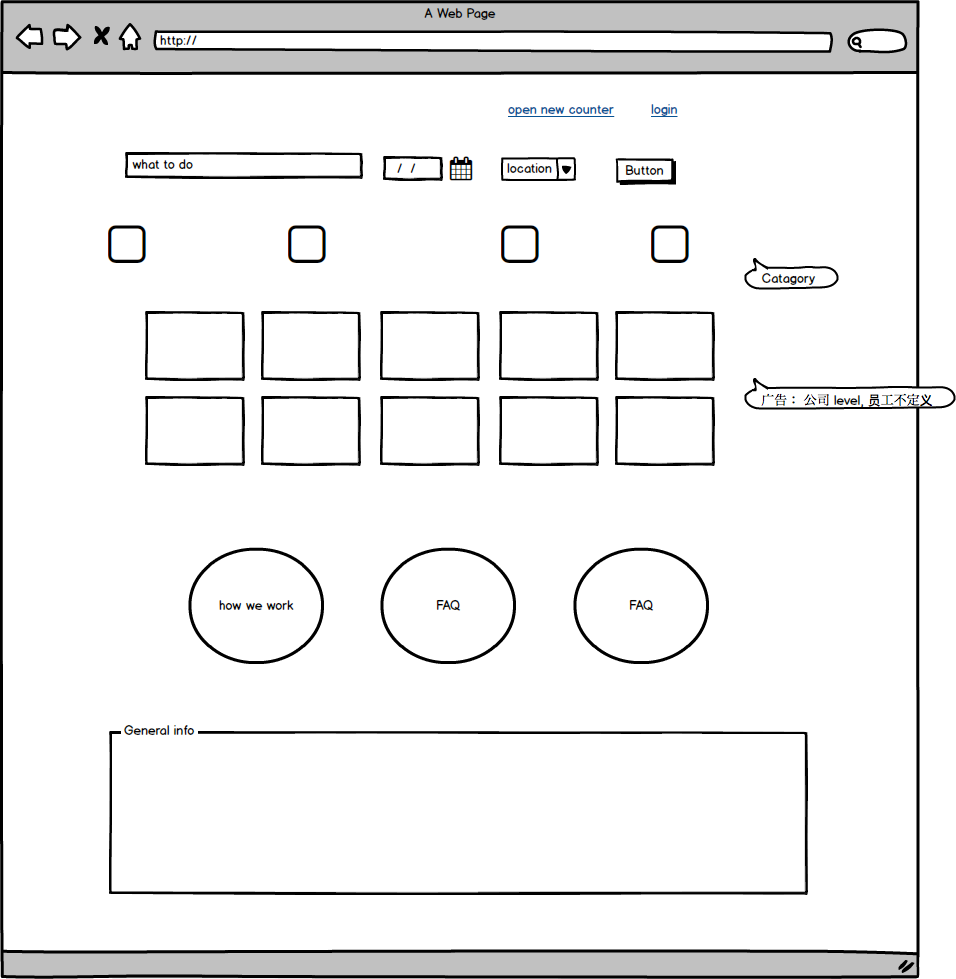 A Web Page
http://
open new counter
login
what to do
/ /
location
Button
Catagory
广告： 公司 level, 员工不定义
how we work
FAQ
FAQ
General info